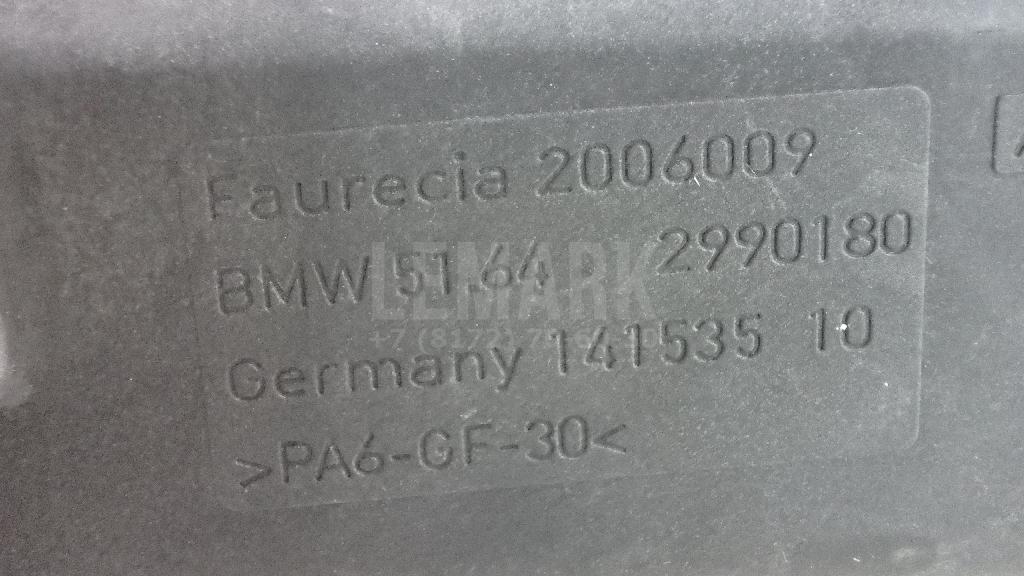 Faurecia 2006009
BMW 51.64 2990180
LEMARK
Germany 141535 10
>PA6-GF-30<